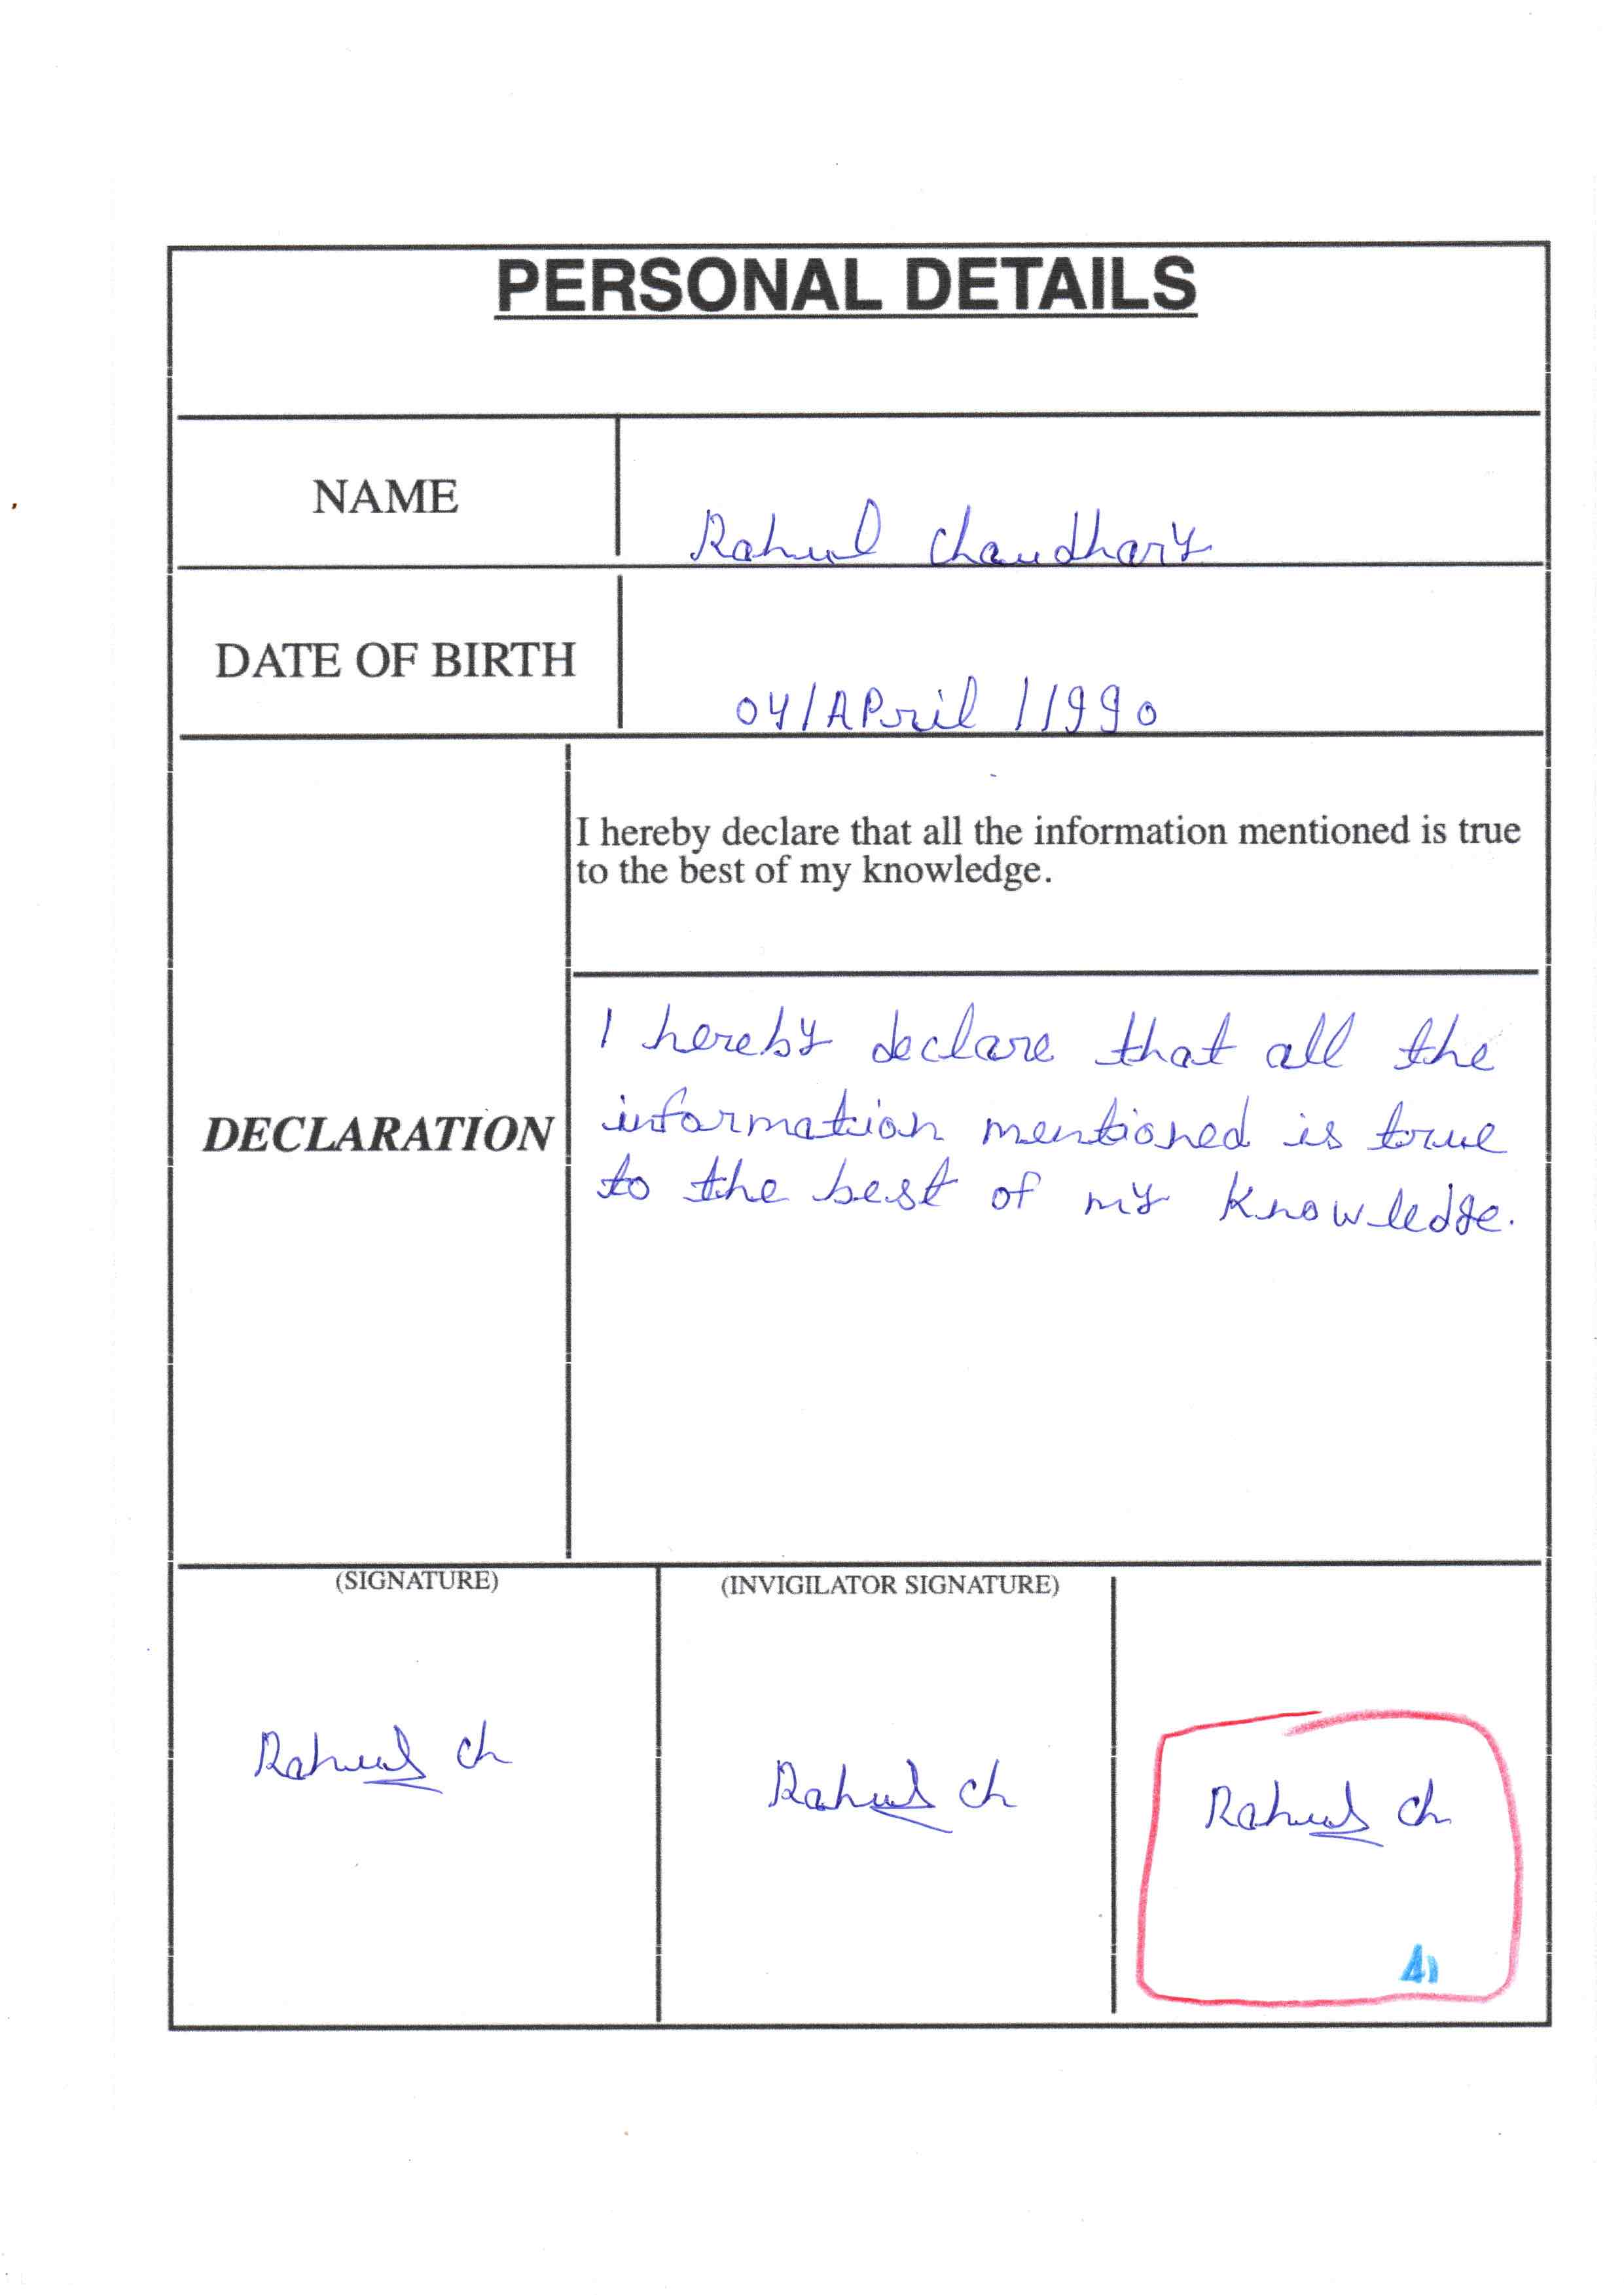 PERSONAL DETAILS
NAME
Rahul Chaudhary
DATE OF BIRTH
04/APril/1990
I hereby declare that all the information mentioned is true
to the best of my knowledge.
DECLARATION
I hereby declare that all the
information mentioned is true
to the best of my knowledge.
(SIGNATURE)
(INVIGILATOR SIGNATURE)
Rahul Ch
Rahul Ch
Rahul Ch